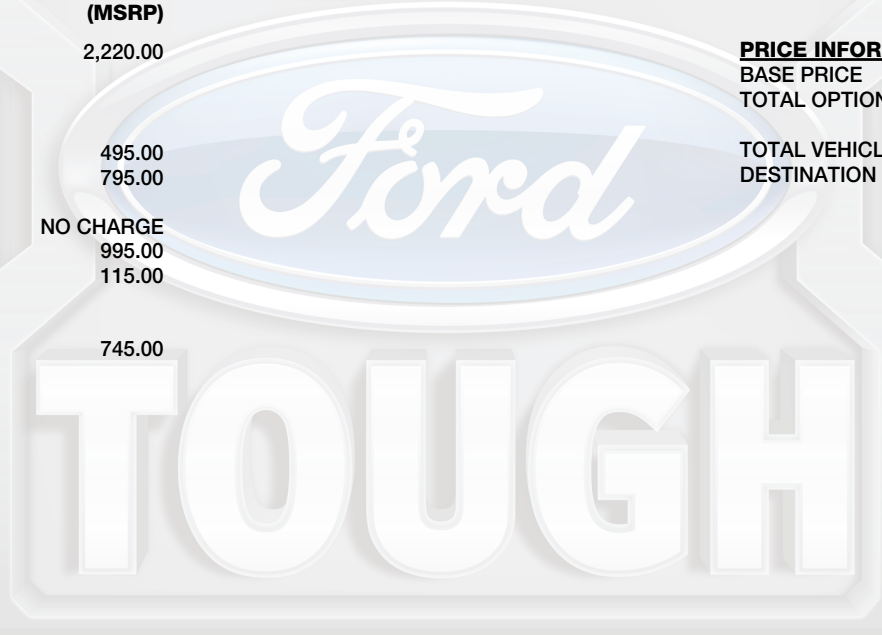 (MSRP)
2,220.00
495.00
795.00
NO CHARGE
995.00
115.00
745.00
PRICE INFOR
BASE PRICE
TOTAL OPTION
TOTAL VEHICL
DESTINATION
Ford
TOUGH